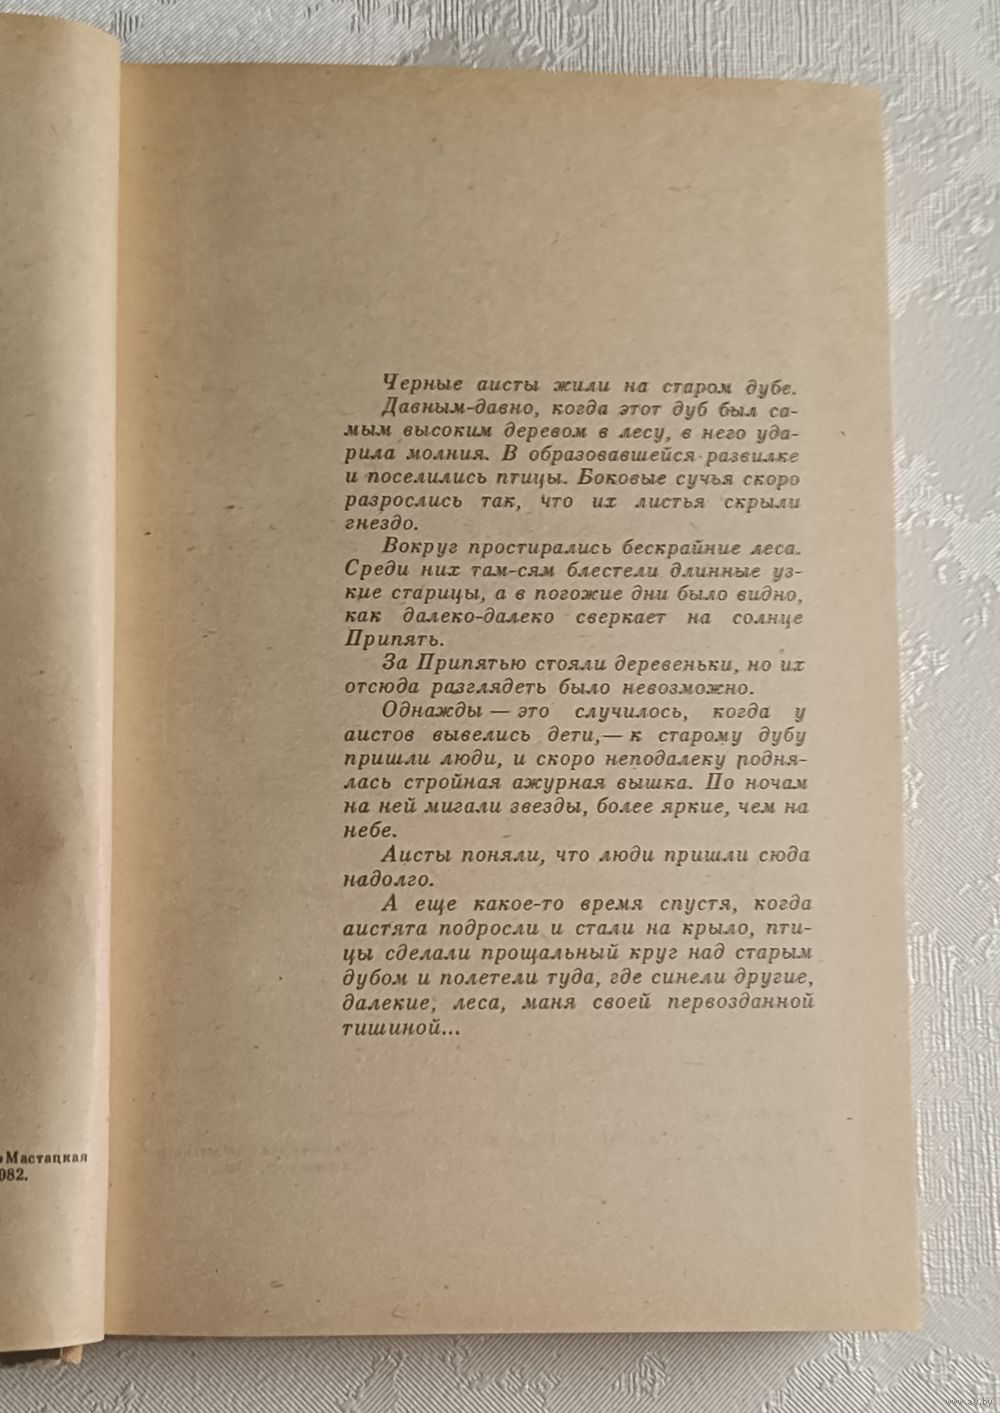 Черные аисты жили на старом дубе.
Давным-давно, когда этот дуб был са-
мым высоким деревом в лесу, в него уда-
рила молния. В образовавшейся развилке
и поселились птицы. Боковые сучья скоро
разрослись так, что их листья скрыли
гнездо.
Вокруг простирались бескрайние леса.
Среди них там-сям блестели длинные уз-
кие старицы, а в погожие дни было видно,
как далеко-далеко сверкает на солнце
Припять.
За Припятью стояли деревеньки, но их
отсюда разглядеть было невозможно.
Однажды — это случилось, когда у
аистов вывелись дети,— к старому дубу
пришли люди, и скоро неподалеку подня-
лась стройная ажурная вышка. По ночам
на ней мигали звезды, более яркие, чем на
небе.
Аисты поняли, что люди пришли сюда
надолго.
А еще какое-то время спустя, когда
аистята подросли и стали на крыло, пти-
цы сделали прощальный круг над старым
дубом и полетели туда, где синели другие,
далекие, леса, маня своей первозданной
тишиной...
Мастацкая
082.
www.ay.by